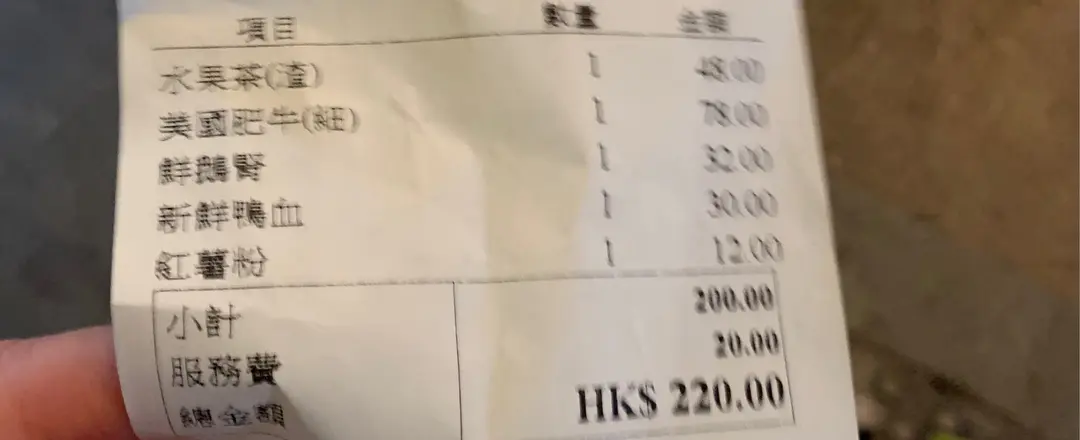 項目 數量 金額
水果茶(渣) 1 48.00
美國肥牛(細) 1 78.00
鮮鵝腎 1 32.00
新鮮鴨血 1 30.00
紅薯粉 1 12.00
小計 200.00
服務費 20.00
總金額 HK$ 220.00